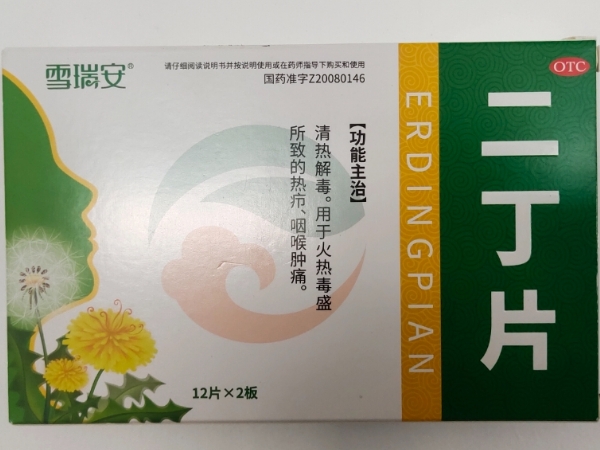 雪瑞安®
请仔细阅读说明书并按说明使用或在药师指导下购买和使用
国药准字Z20080146
【功能主治】
清热解毒。用于火热毒盛
所致的热疖、咽喉肿痛。
12片×2板
ERDINGPIAN
OTC
二丁片